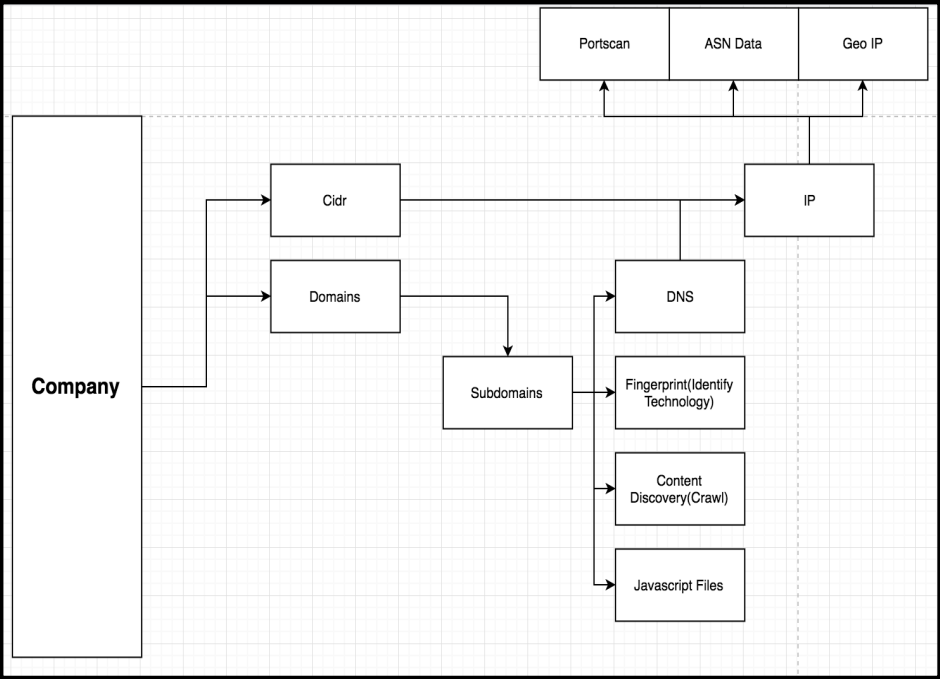 Portscan
ASN Data
Geo IP
Cidr
IP
Domains
DNS
Company
Subdomains
Fingerprint(Identify
Technology)
Content
Discovery(Crawl)
Javascript Files